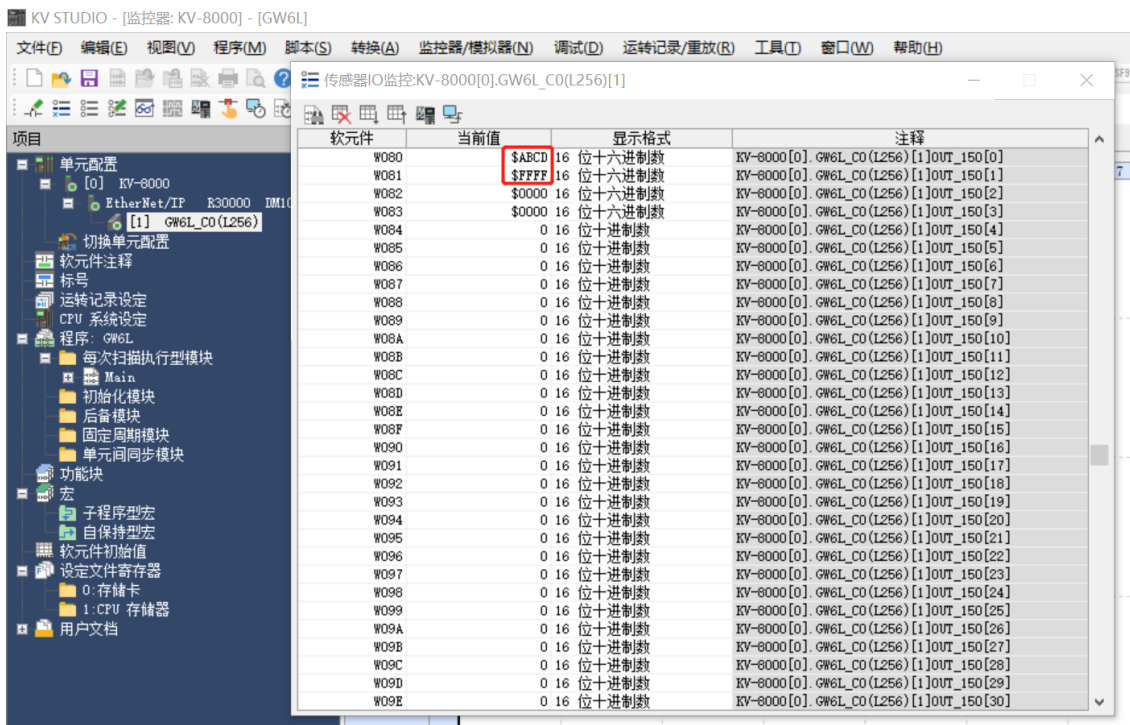 KV STUDIO - [监控器: KV-8000] - [GW6L]
文件(F) 编辑(E) 视图(V) 程序(M) 脚本(S) 转换(A) 监控器/模拟器(N) 调试(D) 运转记录/重放(R) 工具(T) 窗口(W) 帮助(H)
项目
单元配置
[0] KV-8000
EtherNet/IP R30000 DM10
[1] GW6L_C0(L256)
切换单元配置
软元件注释
标号
运转记录设定
CPU 系统设定
程序: GW6L
每次扫描执行型模块
Main
初始化模块
后备模块
固定周期模块
单元间同步模块
功能块
宏
子程序型宏
自保持型宏
软元件初始值
设定文件寄存器
0:存储卡
1:CPU 存储器
用户文档
传感器IO监控:KV-8000[0].GW6L_C0(L256)[1]
软元件 当前值 显示格式 注释
W080 $ABCD 16 位十六进制数 KV-8000[0].GW6L_C0(L256)[1]OUT_150[0]
W081 $FFFF 16 位十六进制数 KV-8000[0].GW6L_C0(L256)[1]OUT_150[1]
W082 $0000 16 位十六进制数 KV-8000[0].GW6L_C0(L256)[1]OUT_150[2]
W083 $0000 16 位十六进制数 KV-8000[0].GW6L_C0(L256)[1]OUT_150[3]
W084 0 16 位十进制数 KV-8000[0].GW6L_C0(L256)[1]OUT_150[4]
W085 0 16 位十进制数 KV-8000[0].GW6L_C0(L256)[1]OUT_150[5]
W086 0 16 位十进制数 KV-8000[0].GW6L_C0(L256)[1]OUT_150[6]
W087 0 16 位十进制数 KV-8000[0].GW6L_C0(L256)[1]OUT_150[7]
W088 0 16 位十进制数 KV-8000[0].GW6L_C0(L256)[1]OUT_150[8]
W089 0 16 位十进制数 KV-8000[0].GW6L_C0(L256)[1]OUT_150[9]
W08A 0 16 位十进制数 KV-8000[0].GW6L_C0(L256)[1]OUT_150[10]
W08B 0 16 位十进制数 KV-8000[0].GW6L_C0(L256)[1]OUT_150[11]
W08C 0 16 位十进制数 KV-8000[0].GW6L_C0(L256)[1]OUT_150[12]
W08D 0 16 位十进制数 KV-8000[0].GW6L_C0(L256)[1]OUT_150[13]
W08E 0 16 位十进制数 KV-8000[0].GW6L_C0(L256)[1]OUT_150[14]
W08F 0 16 位十进制数 KV-8000[0].GW6L_C0(L256)[1]OUT_150[15]
W090 0 16 位十进制数 KV-8000[0].GW6L_C0(L256)[1]OUT_150[16]
W091 0 16 位十进制数 KV-8000[0].GW6L_C0(L256)[1]OUT_150[17]
W092 0 16 位十进制数 KV-8000[0].GW6L_C0(L256)[1]OUT_150[18]
W093 0 16 位十进制数 KV-8000[0].GW6L_C0(L256)[1]OUT_150[19]
W094 0 16 位十进制数 KV-8000[0].GW6L_C0(L256)[1]OUT_150[20]
W095 0 16 位十进制数 KV-8000[0].GW6L_C0(L256)[1]OUT_150[21]
W096 0 16 位十进制数 KV-8000[0].GW6L_C0(L256)[1]OUT_150[22]
W097 0 16 位十进制数 KV-8000[0].GW6L_C0(L256)[1]OUT_150[23]
W098 0 16 位十进制数 KV-8000[0].GW6L_C0(L256)[1]OUT_150[24]
W099 0 16 位十进制数 KV-8000[0].GW6L_C0(L256)[1]OUT_150[25]
W09A 0 16 位十进制数 KV-8000[0].GW6L_C0(L256)[1]OUT_150[26]
W09B 0 16 位十进制数 KV-8000[0].GW6L_C0(L256)[1]OUT_150[27]
W09C 0 16 位十进制数 KV-8000[0].GW6L_C0(L256)[1]OUT_150[28]
W09D 0 16 位十进制数 KV-8000[0].GW6L_C0(L256)[1]OUT_150[29]
W09E 0 16 位十进制数 KV-8000[0].GW6L_C0(L256)[1]OUT_150[30]
7